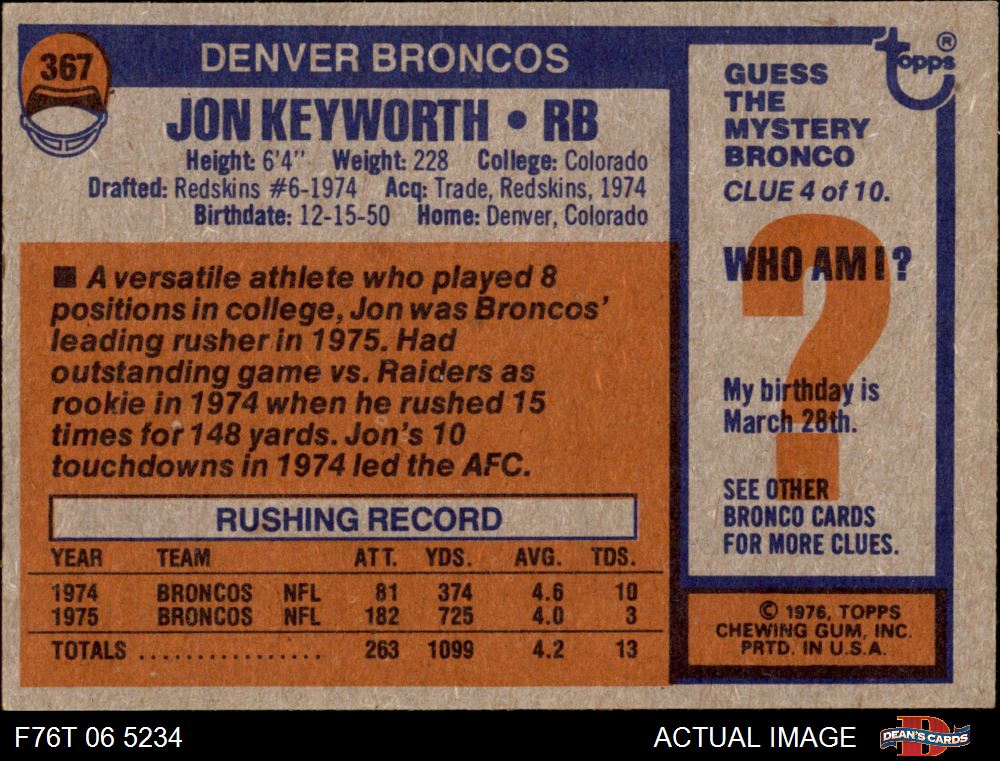 367
DENVER BRONCOS
JON KEYWORTH • RB
Height: 6'4" Weight: 228 College: Colorado
Drafted: Redskins #6-1974 Acq: Trade, Redskins, 1974
Birthdate: 12-15-50 Home: Denver, Colorado
■ A versatile athlete who played 8
positions in college, Jon was Broncos'
leading rusher in 1975. Had
outstanding game vs. Raiders as
rookie in 1974 when he rushed 15
times for 148 yards. Jon's 10
touchdowns in 1974 led the AFC.
RUSHING RECORD
YEAR TEAM ATT. YDS. AVG. TDS.
1974 BRONCOS NFL 81 374 4.6 10
1975 BRONCOS NFL 182 725 4.0 3
TOTALS ................ 263 1099 4.2 13
Topps ®
GUESS
THE
MYSTERY
BRONCO
CLUE 4 of 10.
WHO AM I?
?
My birthday is
March 28th.
SEE OTHER
BRONCO CARDS
FOR MORE CLUES.
© 1976, TOPPS
CHEWING GUM, INC.
PRTD. IN U.S.A.
F76T 06 5234
ACTUAL IMAGE
D
DEAN'S CARDS